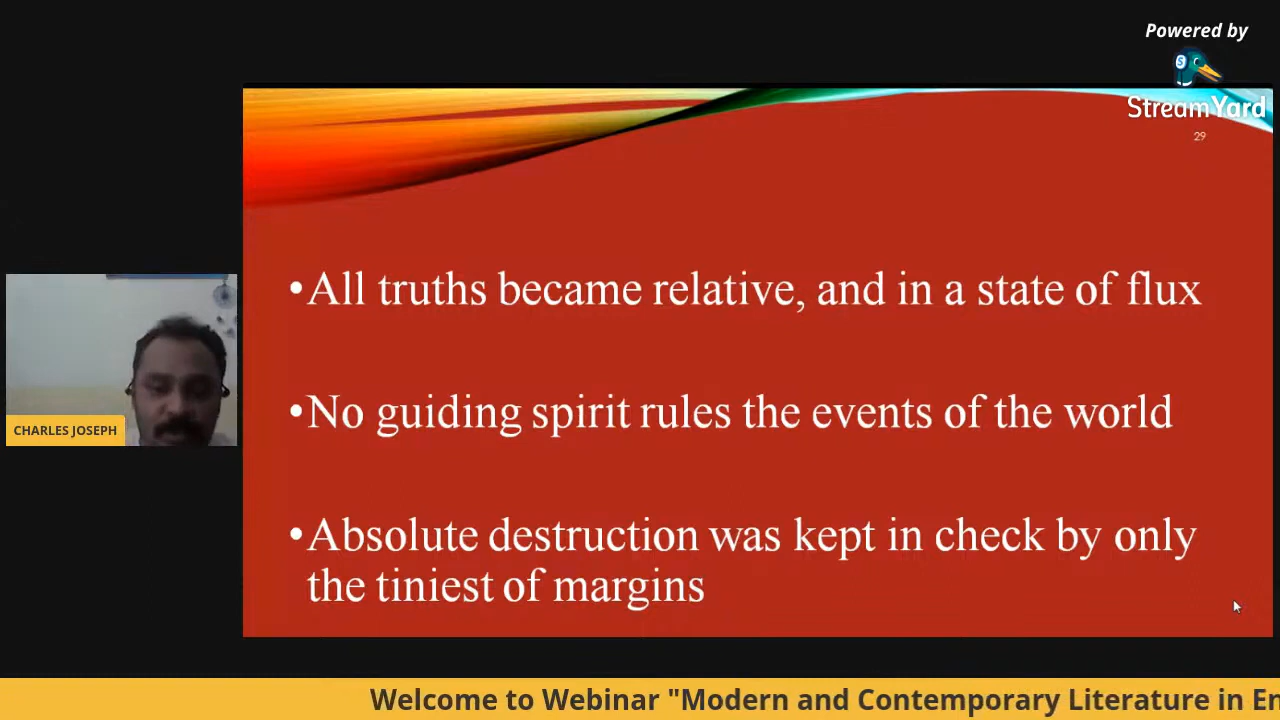 Powered by
StreamYard
29
•All truths became relative, and in a state of flux
•No guiding spirit rules the events of the world
•Absolute destruction was kept in check by only
the tiniest of margins
CHARLES JOSEPH
Welcome to Webinar "Modern and Contemporary Literature in En